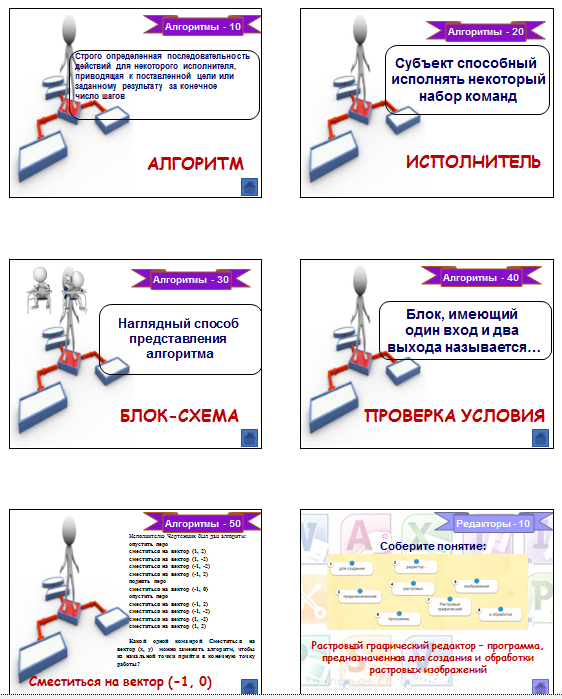 Алгоритмы - 10
Строго определенная последовательность
действий для некоторого исполнителя,
приводящая к поставленной цели или
заданному результату за конечное
число шагов
АЛГОРИТМ
Алгоритмы - 20
Субъект способный
исполнять некоторый
набор команд
ИСПОЛНИТЕЛЬ
Алгоритмы - 30
Наглядный способ
представления
алгоритма
БЛОК-СХЕМА
Алгоритмы - 40
Блок, имеющий
один вход и два
выхода называется…
ПРОВЕРКА УСЛОВИЯ
Алгоритмы - 50
Исполнителю Чертежник был дан алгоритм:
опустить перо
сместиться на вектор (1, 2)
сместиться на вектор (1, -2)
сместиться на вектор (-1, -2)
сместиться на вектор (-1, 2)
поднять перо
сместиться на вектор (-1, 0)
опустить перо
сместиться на вектор (-1, 2)
сместиться на вектор (-1, -2)
сместиться на вектор (1, -2)
сместиться на вектор (1, 2)
Какой одной командой Сместиться на
вектор (x, y) можно заменить алгоритм, чтобы
из начальной точки прийти в конечную точку
работы?
Сместиться на вектор (-1, 0)
Редакторы - 10
Соберите понятие:
для создания
редактор -
предназначенная
растровых
изображений
программа
Растровый
графический
и обработки
Растровый графический редактор – программа,
предназначенная для создания и обработки
растровых изображений